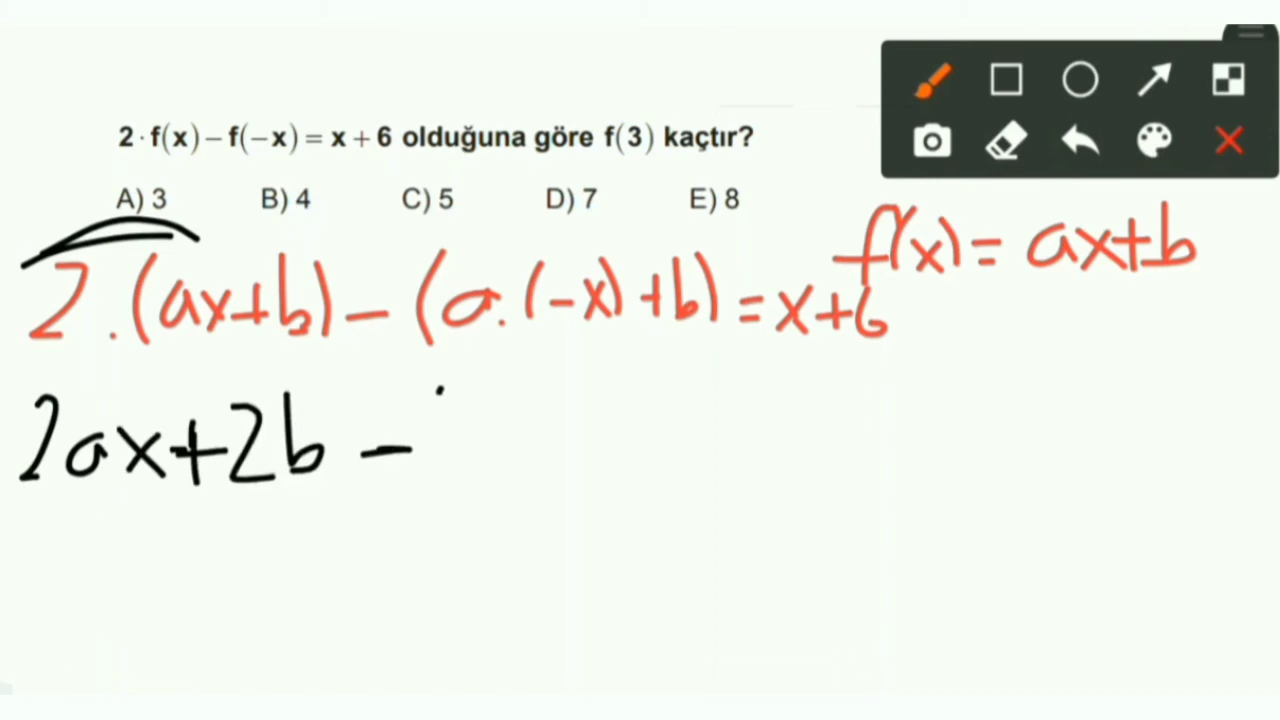 2 · f(x) – f(–x) = x + 6 olduğuna göre f(3) kaçtır?
A) 3 B) 4 C) 5 D) 7 E) 8
f(x) = ax+b
2.(ax+b) – (a.(–x)+b) = x+6
2ax+2b –